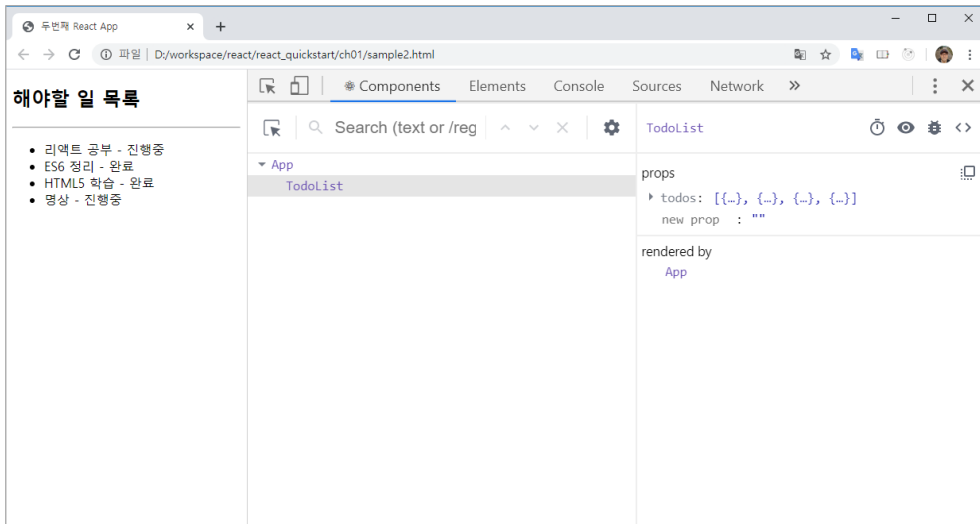 두번째 React App
파일 | D:/workspace/react/react_quickstart/ch01/sample2.html
해야할 일 목록
리액트 공부 - 진행중
ES6 정리 - 완료
HTML5 학습 - 완료
명상 - 진행중
Components Elements Console Sources Network
Search (text or /reg
App
TodoList
TodoList
props
todos: [{…}, {…}, {…}, {…}]
new prop : ""
rendered by
App